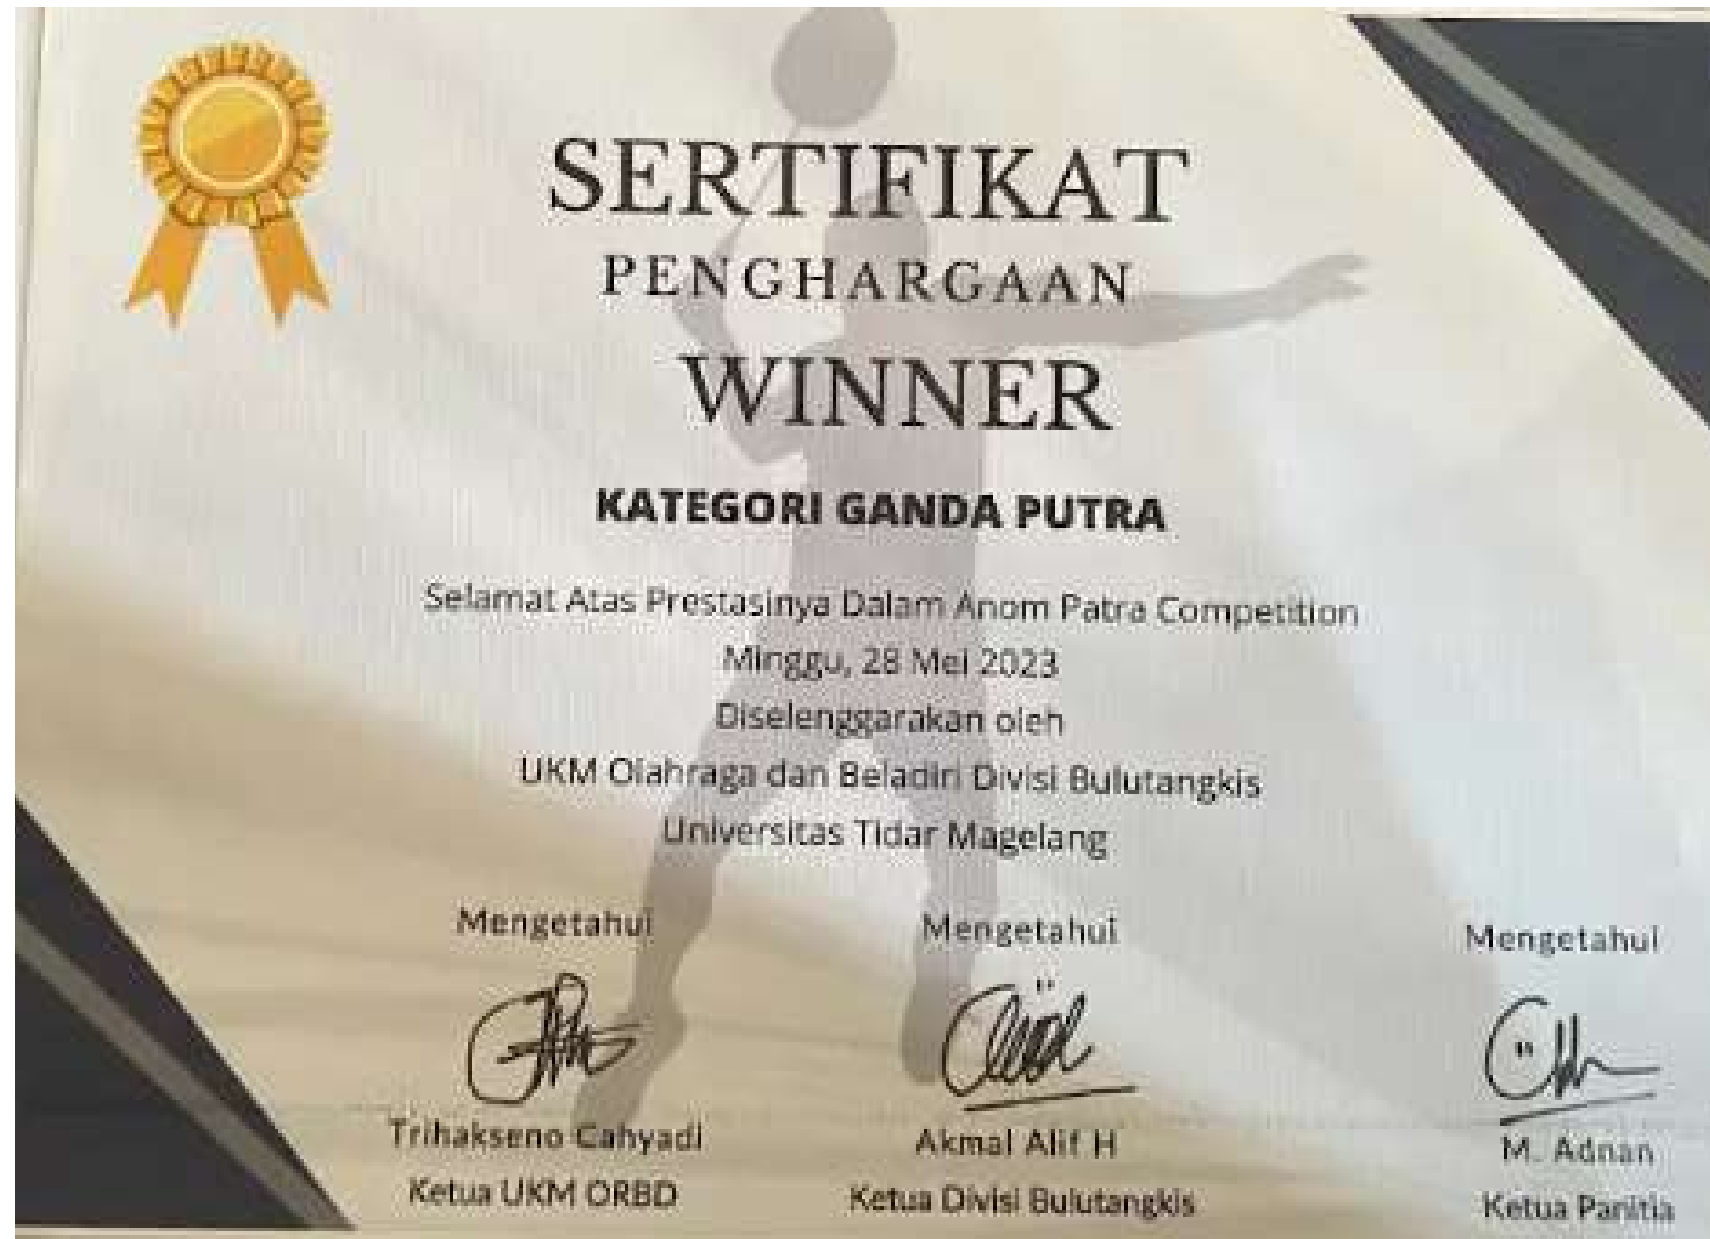 SERTIFIKAT
PENGHARGAAN
WINNER
KATEGORI GANDA PUTRA
Selamat Atas Prestasinya Dalam Anom Patra Competition
Minggu, 28 Mei 2023
Diselenggarakan oleh
UKM Olahraga dan Beladiri Divisi Bulutangkis
Universitas Tidar Magelang
Mengetahui Mengetahui Mengetahui
Trihakseno Cahyadi Akmal Alif H M. Adnan
Ketua UKM ORBD Ketua Divisi Bulutangkis Ketua Panitia